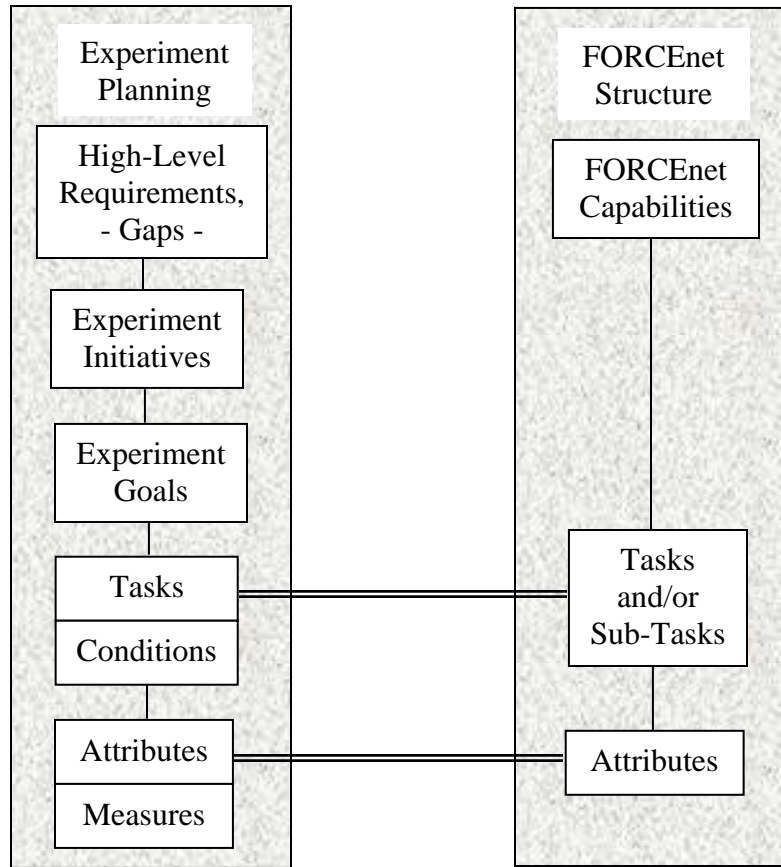 Experiment
Planning
High-Level
Requirements,
- Gaps -
Experiment
Initiatives
Experiment
Goals
Tasks
Conditions
Attributes
Measures
FORCEnet
Structure
FORCEnet
Capabilities
Tasks
and/or
Sub-Tasks
Attributes